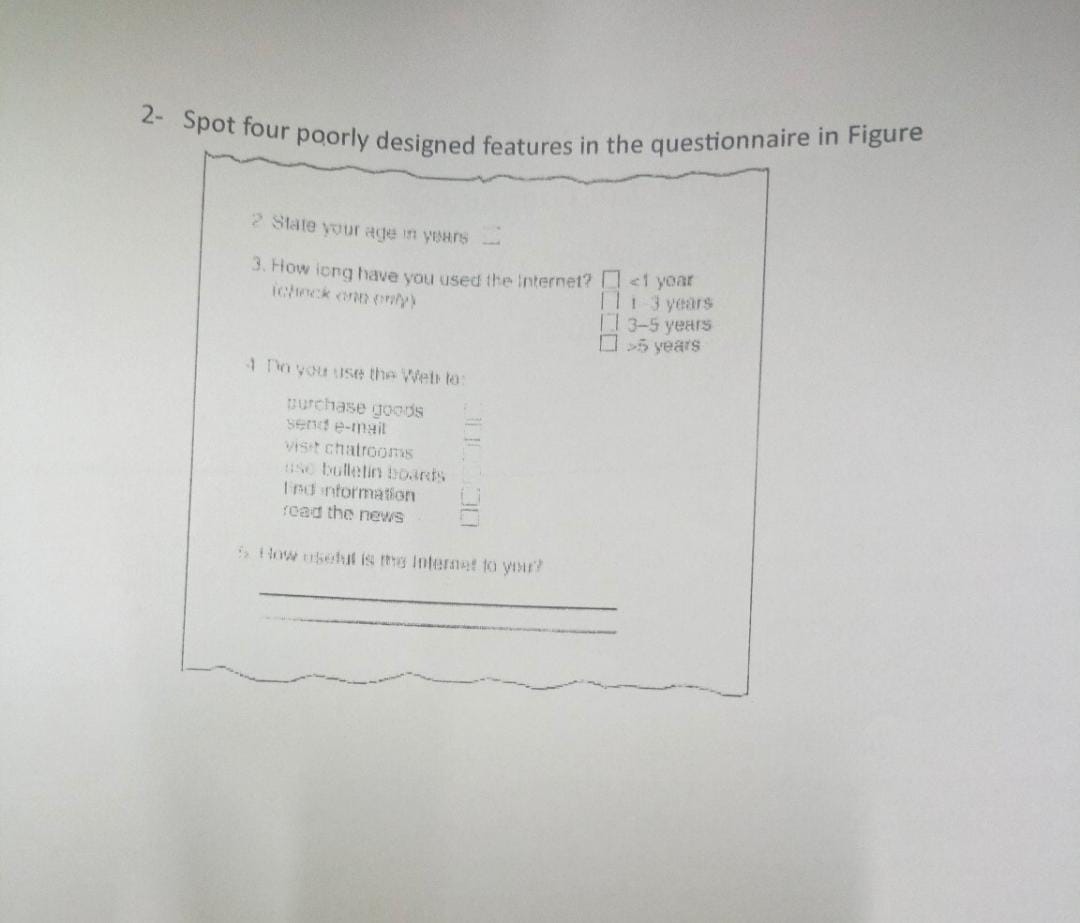 2- Spot four poorly designed features in the questionnaire in Figure
2 State your age in years
3. How long have you used the Internet? <1 year
(check one only) 1-3 years
3–5 years
>5 years
4 Do you use the Web to:
purchase goods
send e-mail
visit chatrooms
use bulletin boards
find information
read the news
5. How useful is the Internet to you?